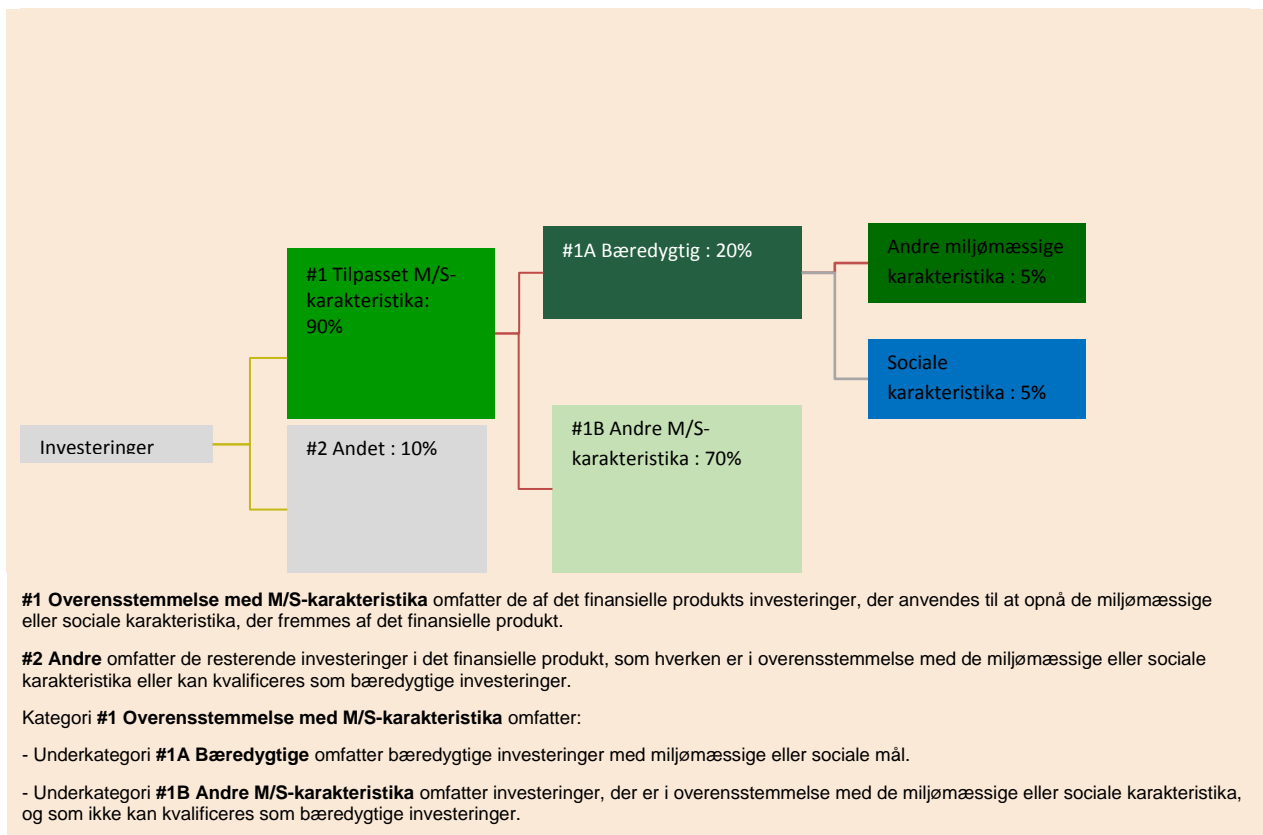 Investeringer
#1 Tilpasset M/S-
karakteristika:
90%
#2 Andet : 10%
#1A Bæredygtig : 20%
#1B Andre M/S-
karakteristika : 70%
Andre miljømæssige
karakteristika : 5%
Sociale
karakteristika : 5%
#1 Overensstemmelse med M/S-karakteristika omfatter de af det finansielle produkts investeringer, der anvendes til at opnå de miljømæssige
eller sociale karakteristika, der fremmes af det finansielle produkt.
#2 Andre omfatter de resterende investeringer i det finansielle produkt, som hverken er i overensstemmelse med de miljømæssige eller sociale
karakteristika eller kan kvalificeres som bæredygtige investeringer.
Kategori #1 Overensstemmelse med M/S-karakteristika omfatter:
- Underkategori #1A Bæredygtige omfatter bæredygtige investeringer med miljømæssige eller sociale mål.
- Underkategori #1B Andre M/S-karakteristika omfatter investeringer, der er i overensstemmelse med de miljømæssige eller sociale karakteristika,
og som ikke kan kvalificeres som bæredygtige investeringer.